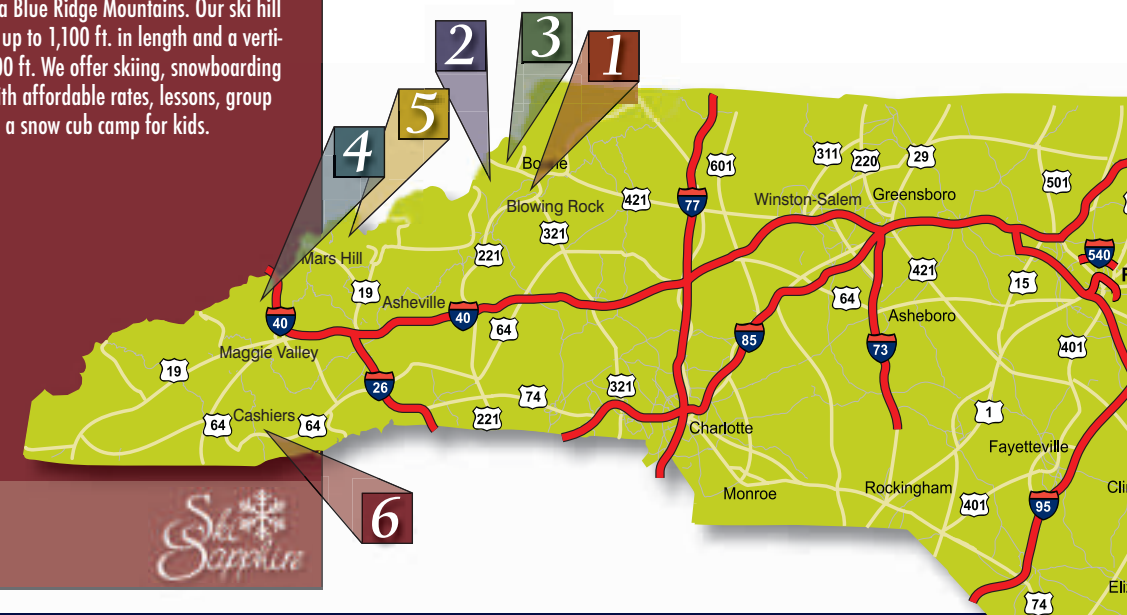 a Blue Ridge Mountains. Our ski hill
up to 1,100 ft. in length and a verti-
00 ft. We offer skiing, snowboarding
ith affordable rates, lessons, group
a snow cub camp for kids.
2
3
1
5
4
Boone
601
311
220
29
501
421
77
Winston-Salem
Greensboro
Blowing Rock
321
221
540
Mars Hill
421
15
19
Asheville
64
40
40
64
Asheboro
85
73
401
Maggie Valley
19
26
321
74
1
Cashiers
64
64
221
Charlotte
Fayetteville
Monroe
Rockingham
401
Cli
95
6
Ski
Sapphire
Eli
74